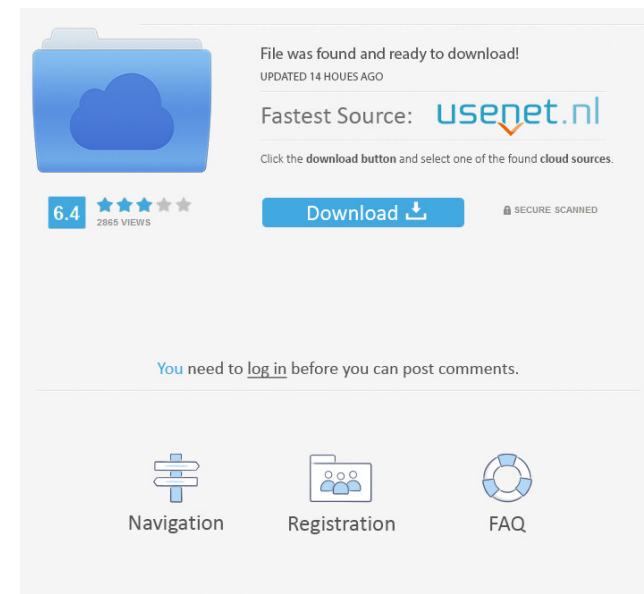 File was found and ready to download!
UPDATED 14 HOUES AGO
Fastest Source: usenet.nl
Click the download button and select one of the found cloud sources.
6.4
2865 VIEWS
Download
SECURE SCANNED
You need to log in before you can post comments.
Navigation
Registration
FAQ